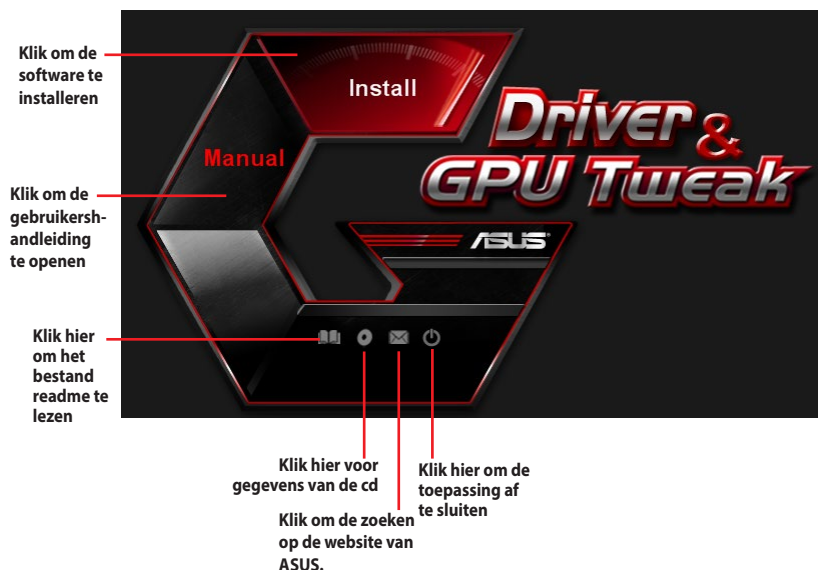 Klik om de
software te
installeren
Install
Driver &
GPU Tweak
Manual
Klik om de
gebruikersh-
andleiding
te openen
ASUS®
Klik hier
om het
bestand
readme te
lezen
Klik hier voor
gegevens van de cd
Klik om de zoeken
op de website van
ASUS.
Klik hier om de
toepassing af
te sluiten